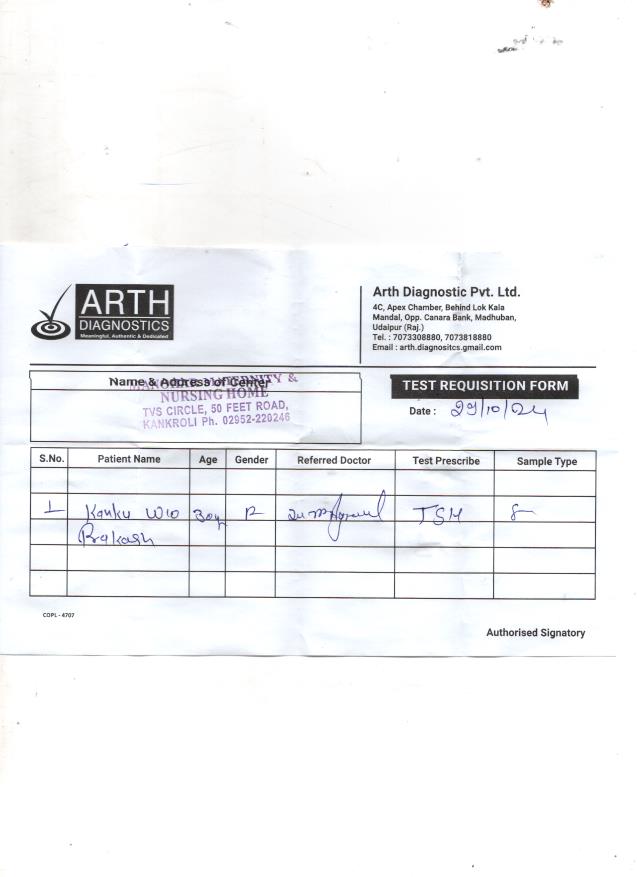 ARTH
DIAGNOSTICS
Meaningful, Authentic & Dedicated
Arth Diagnostic Pvt. Ltd.
4C, Apex Chamber, Behind Lok Kala
Mandal, Opp. Canara Bank, Madhuban,
Udaipur (Raj.)
Tel. : 7073308880, 7073818880
Email : arth.diagnositcs.gmail.com
Name & Address of Center
MATERNITY &
NURSING HOME
TVS CIRCLE, 50 FEET ROAD,
KANKROLI Ph. 02952-220246
TEST REQUISITION FORM
Date : 29/10/24
S.No. Patient Name Age Gender Referred Doctor Test Prescribe Sample Type
1 Kanku W/O 30y F Dr M Agrawal TSH S
Prakash
COPL - 4707
Authorised Signatory